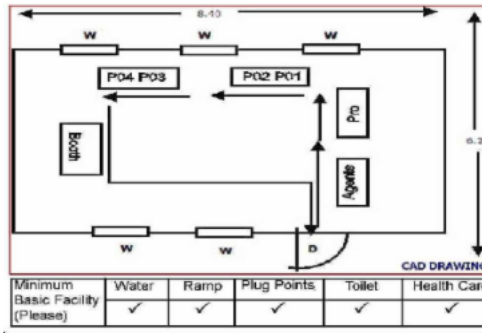 8.40
W W W
P04 P03
P02 P01
Pro
Booth
Agente
W W D
CAD DRAWING
Minimum Basic Facility (Please)
Water Ramp Plug Points Toilet Health Car
✓ ✓ ✓ ✓ ✓